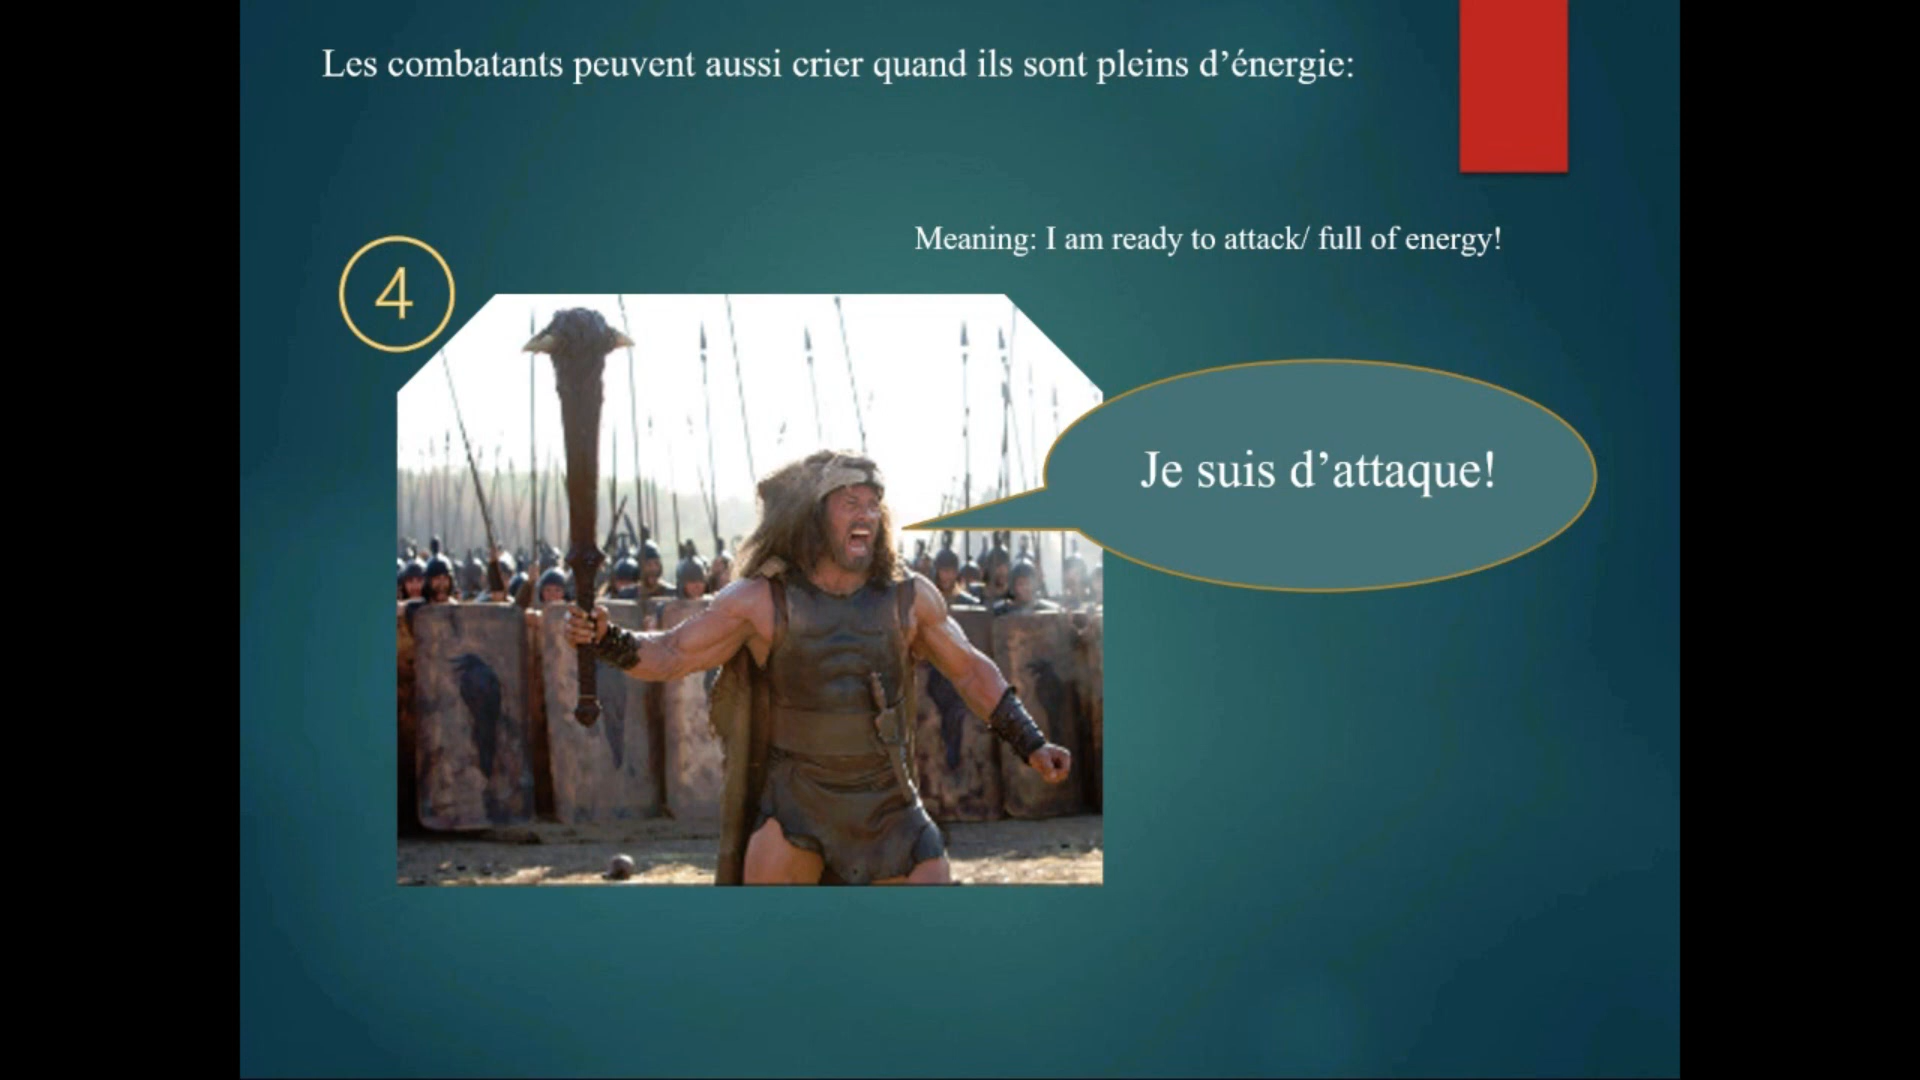 Les combatants peuvent aussi crier quand ils sont pleins d’énergie:
Meaning: I am ready to attack/ full of energy!
4
Je suis d’attaque!